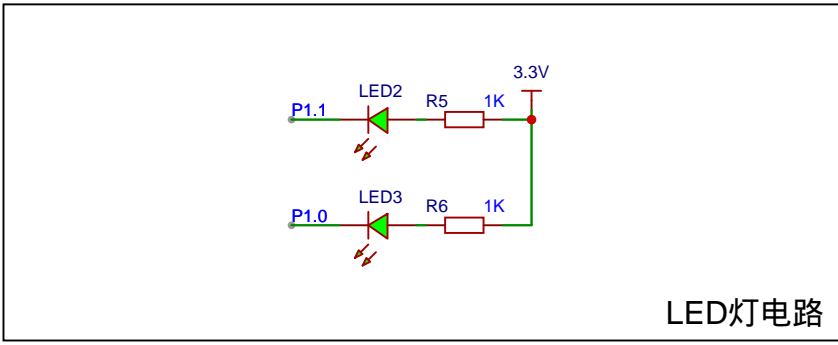 3.3V
LED2 R5 1K
P1.1
LED3 R6 1K
P1.0
LED灯电路